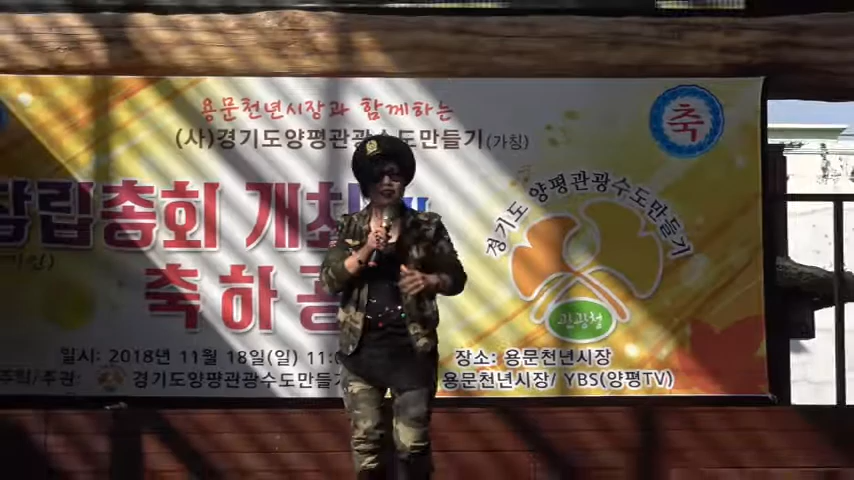 용문천년시장과 함께하는
(사)경기도양평관광수도만들기(가칭)
창립총회 개최
축하공
축
경기도 양평관광수도만들기
관광청
일시: 2018년 11월 18일(일) 11:
장소: 용문천년시장
주최/주관: 경기도양평관광수도만들기
용문천년시장/ YBS(양평TV)